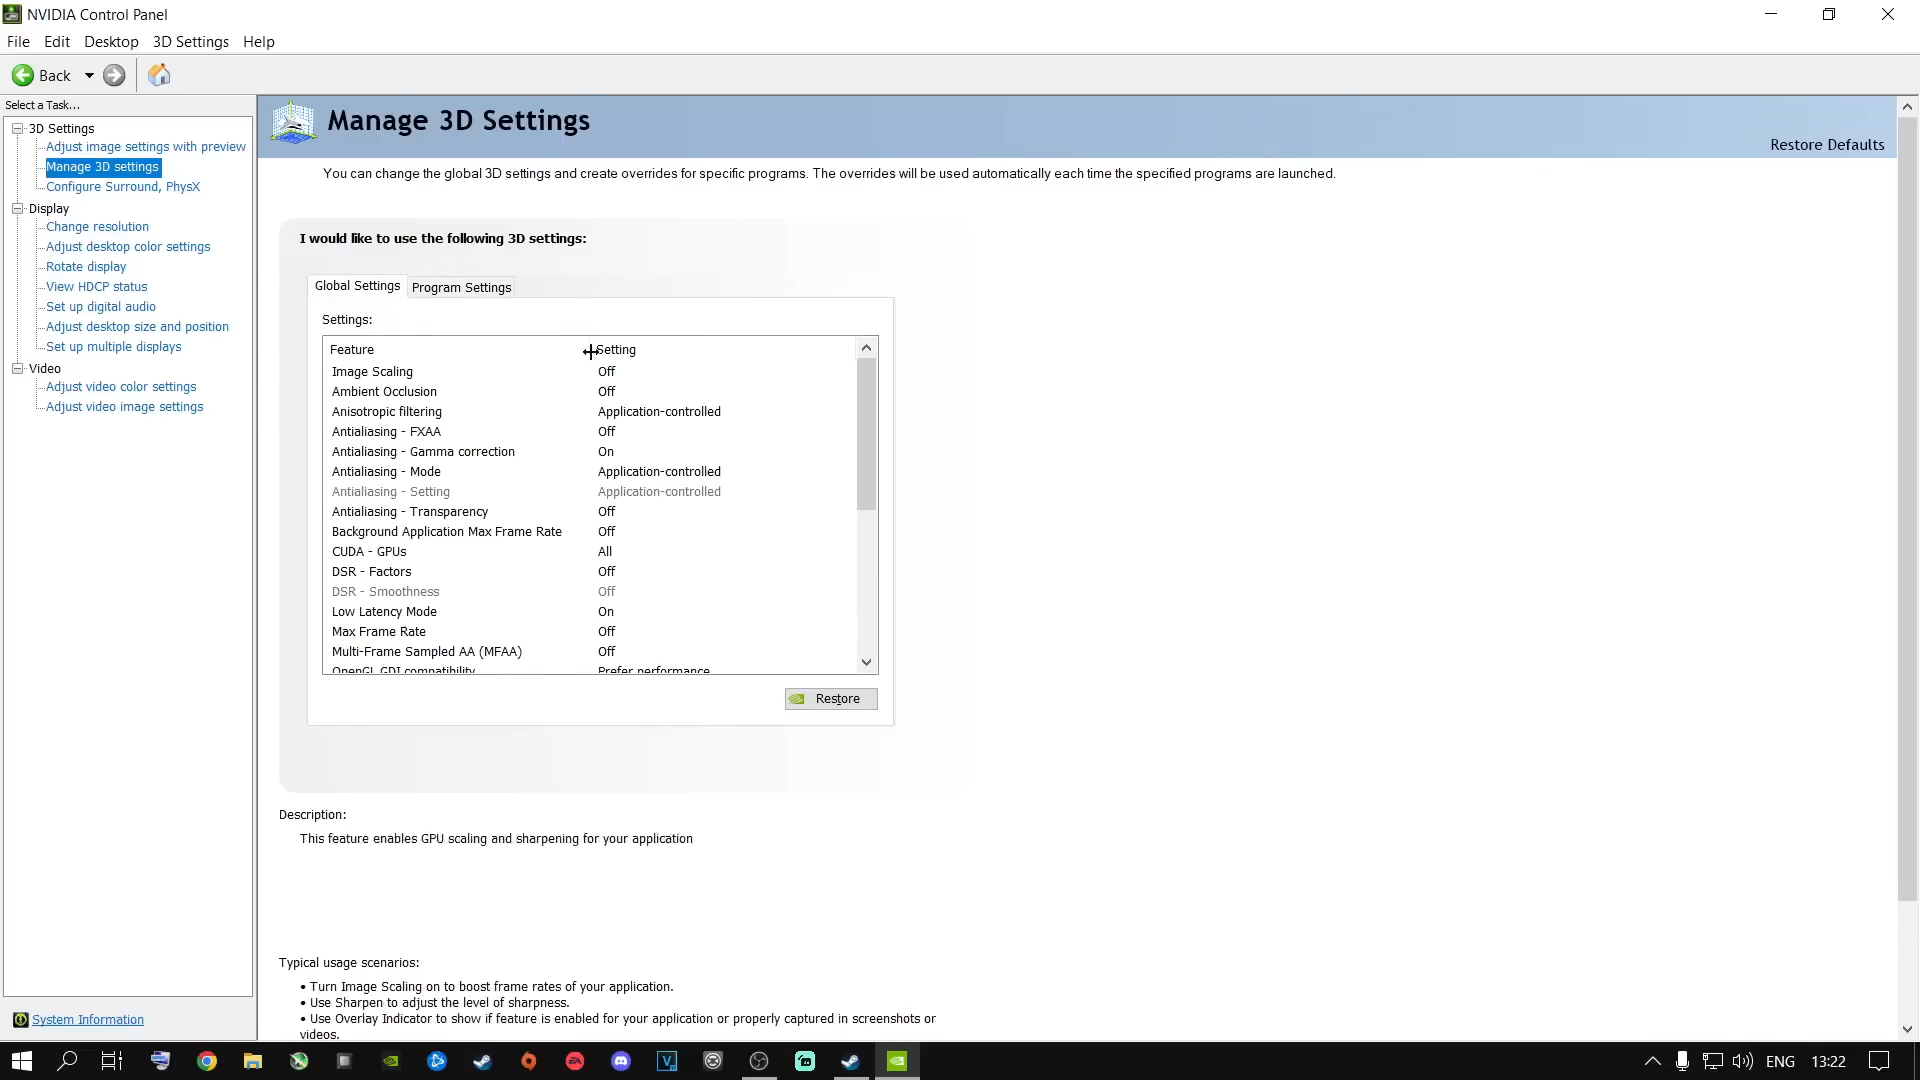 NVIDIA Control Panel
File Edit Desktop 3D Settings Help
Back
Select a Task...
3D Settings
Adjust image settings with preview
Manage 3D settings
Configure Surround, PhysX
Display
Change resolution
Adjust desktop color settings
Rotate display
View HDCP status
Set up digital audio
Adjust desktop size and position
Set up multiple displays
Video
Adjust video color settings
Adjust video image settings
System Information
Manage 3D Settings
Restore Defaults
You can change the global 3D settings and create overrides for specific programs. The overrides will be used automatically each time the specified programs are launched.
I would like to use the following 3D settings:
Global Settings Program Settings
Settings:
Feature Setting
Image Scaling Off
Ambient Occlusion Off
Anisotropic filtering Application-controlled
Antialiasing - FXAA Off
Antialiasing - Gamma correction On
Antialiasing - Mode Application-controlled
Antialiasing - Setting Application-controlled
Antialiasing - Transparency Off
Background Application Max Frame Rate Off
CUDA - GPUs All
DSR - Factors Off
DSR - Smoothness Off
Low Latency Mode On
Max Frame Rate Off
Multi-Frame Sampled AA (MFAA) Off
OpenGL GDI compatibility Prefer performance
Restore
Description:
This feature enables GPU scaling and sharpening for your application
Typical usage scenarios:
• Turn Image Scaling on to boost frame rates of your application.
• Use Sharpen to adjust the level of sharpness.
• Use Overlay Indicator to show if feature is enabled for your application or properly captured in screenshots or
videos.
ENG 13:22